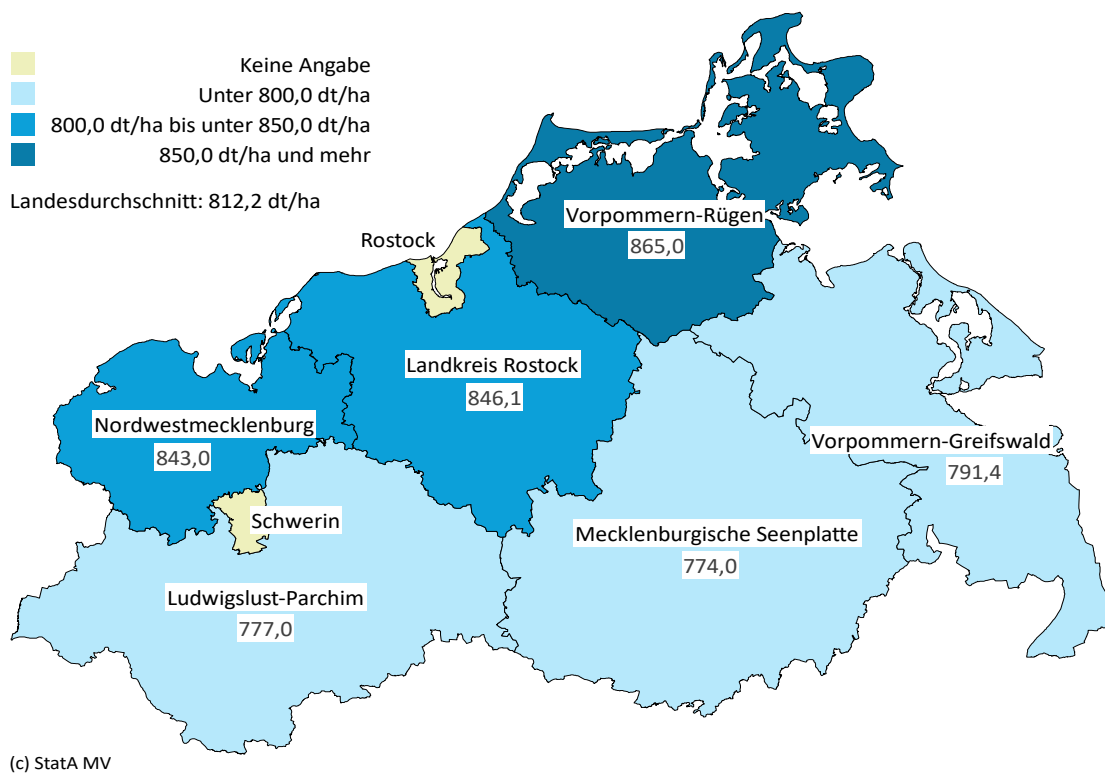 Keine Angabe
Unter 800,0 dt/ha
800,0 dt/ha bis unter 850,0 dt/ha
850,0 dt/ha und mehr
Landesdurchschnitt: 812,2 dt/ha
Vorpommern-Rügen
865,0
Rostock
Landkreis Rostock
846,1
Nordwestmecklenburg
843,0
Vorpommern-Greifswald
791,4
Schwerin
Mecklenburgische Seenplatte
774,0
Ludwigslust-Parchim
777,0
(c) StatA MV